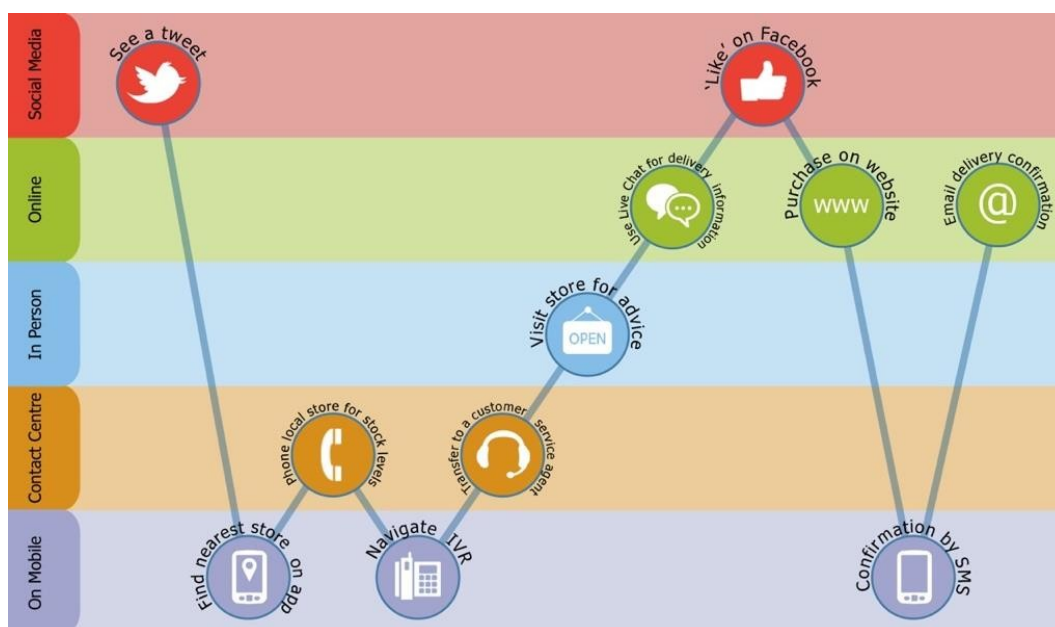 Social Media
See a tweet
'Like' on Facebook
Online
Use Live Chat for delivery information
Purchase on website
www
Email delivery confirmation
@
In Person
Visit store for advice
OPEN
Contact Centre
Phone local store for stock levels
Transfer to a customer service agent
On Mobile
Find nearest store on app
Navigate IVR
Confirmation by SMS